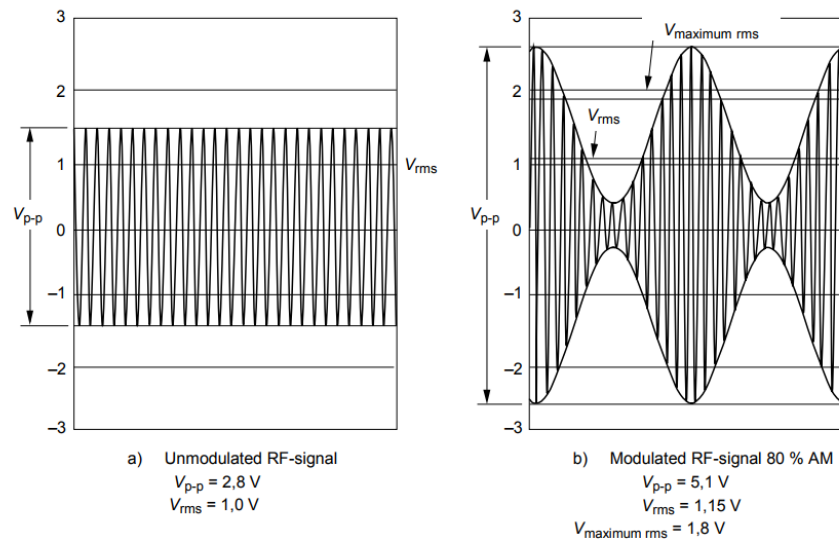 3
2
1
0
–1
–2
–3
Vp-p
Vrms
a) Unmodulated RF-signal
Vp-p = 2,8 V
Vrms = 1,0 V
3
2
1
0
–1
–2
–3
Vp-p
Vmaximum rms
Vrms
b) Modulated RF-signal 80 % AM
Vp-p = 5,1 V
Vrms = 1,15 V
Vmaximum rms = 1,8 V